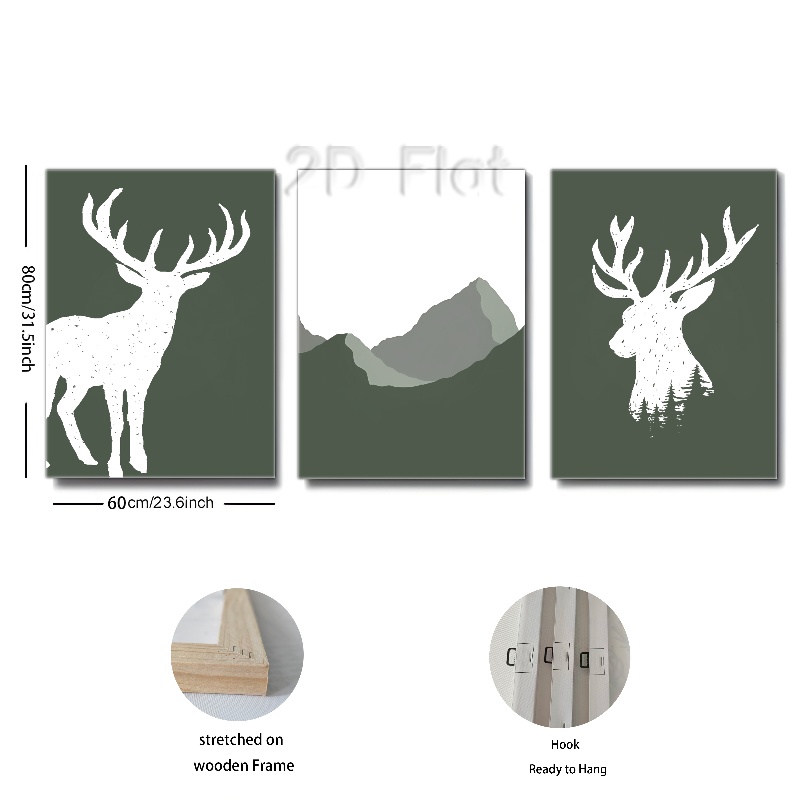 2D Flat
80cm/31.5inch
60cm/23.6inch
stretched on
wooden Frame
Hook
Ready to Hang